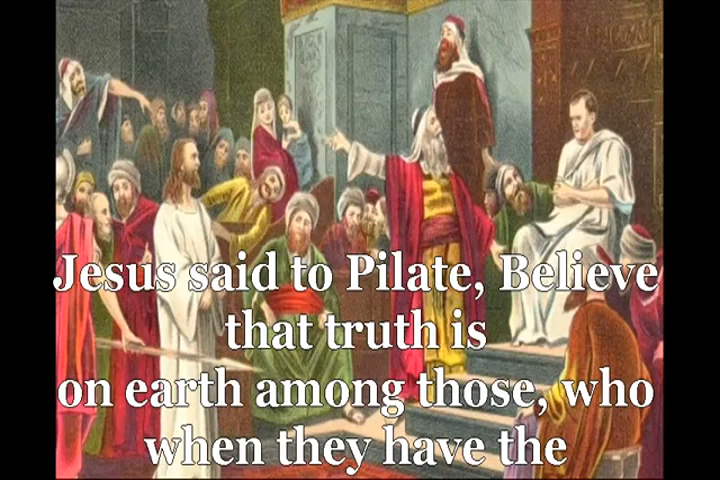 Jesus said to Pilate, Believe
that truth is
on earth among those, who
when they have the